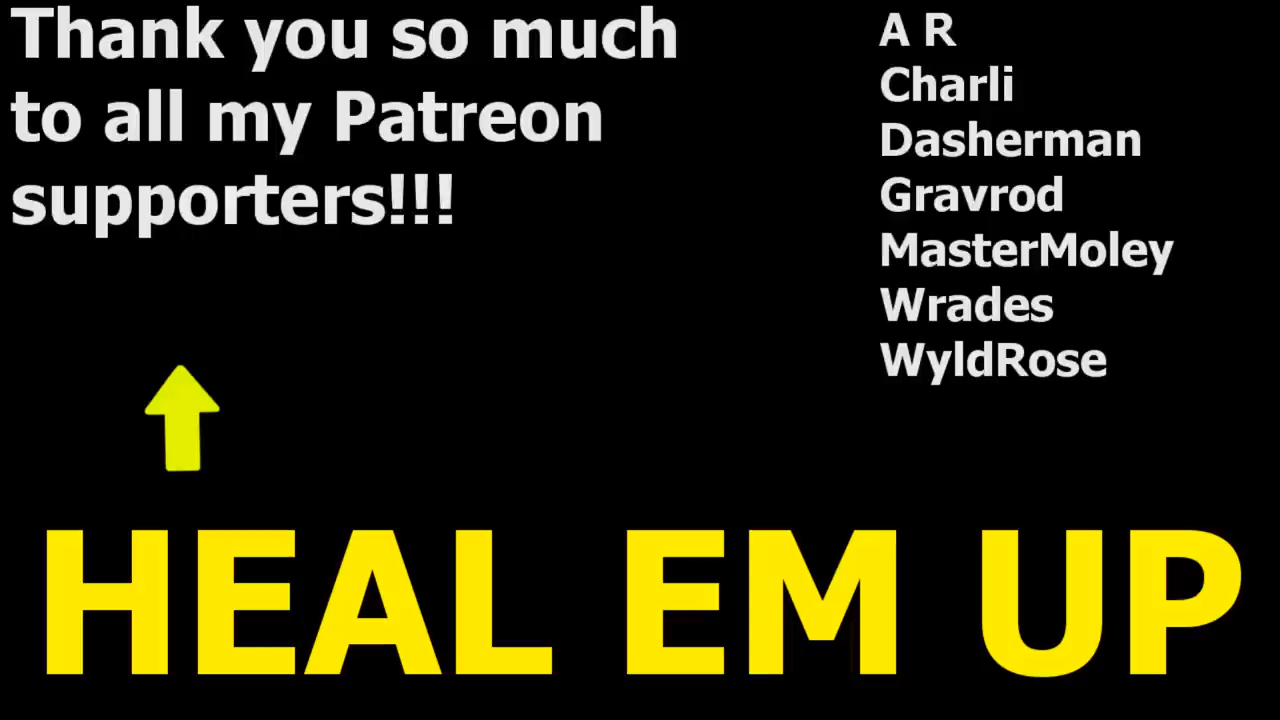 Thank you so much
to all my Patreon
supporters!!!
A R
Charli
Dasherman
Gravrod
MasterMoley
Wrades
WyldRose
HEAL EM UP